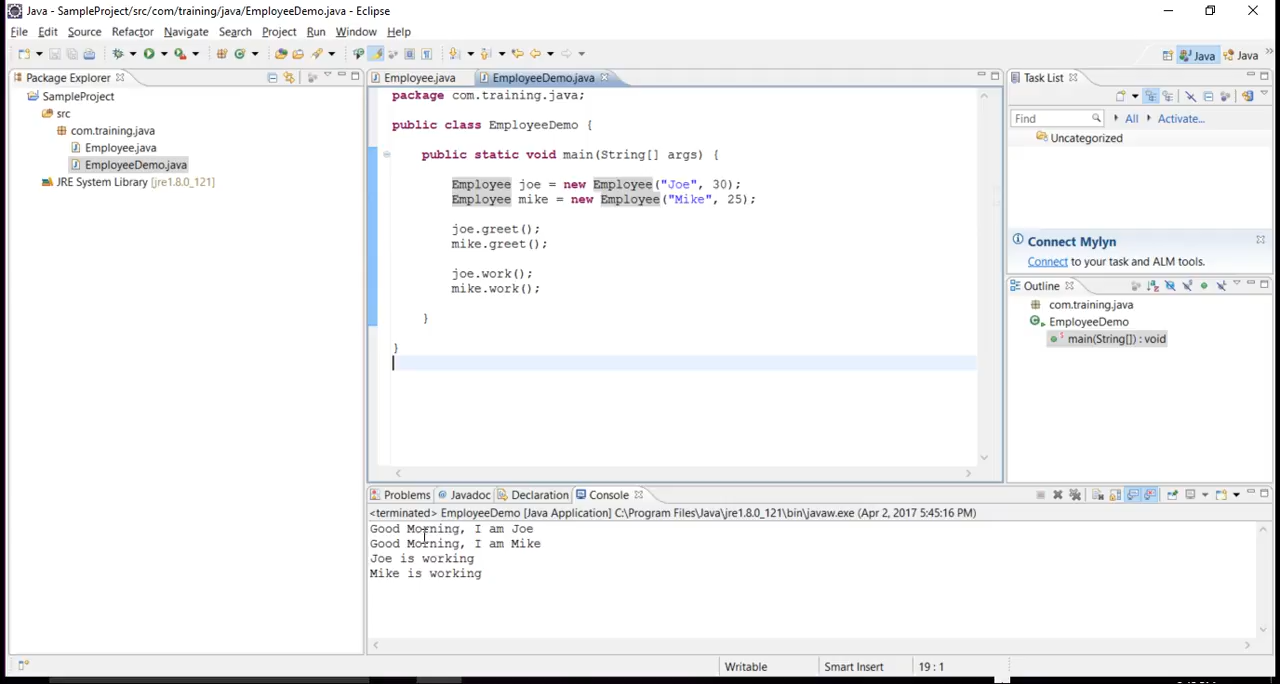 Java - SampleProject/src/com/training/java/EmployeeDemo.java - Eclipse
File Edit Source Refactor Navigate Search Project Run Window Help
Java Java
Package Explorer
SampleProject
src
com.training.java
Employee.java
EmployeeDemo.java
JRE System Library [jre1.8.0_121]
Employee.java EmployeeDemo.java
package com.training.java;
public class EmployeeDemo {
public static void main(String[] args) {
Employee joe = new Employee("Joe", 30);
Employee mike = new Employee("Mike", 25);
joe.greet();
mike.greet();
joe.work();
mike.work();
}
}
Task List
Find All Activate...
Uncategorized
Connect Mylyn
Connect to your task and ALM tools.
Outline
com.training.java
EmployeeDemo
main(String[]) : void
Problems @ Javadoc Declaration Console
<terminated> EmployeeDemo [Java Application] C:\Program Files\Java\jre1.8.0_121\bin\javaw.exe (Apr 2, 2017 5:45:16 PM)
Good Morning, I am Joe
Good Morning, I am Mike
Joe is working
Mike is working
Writable Smart Insert 19 : 1